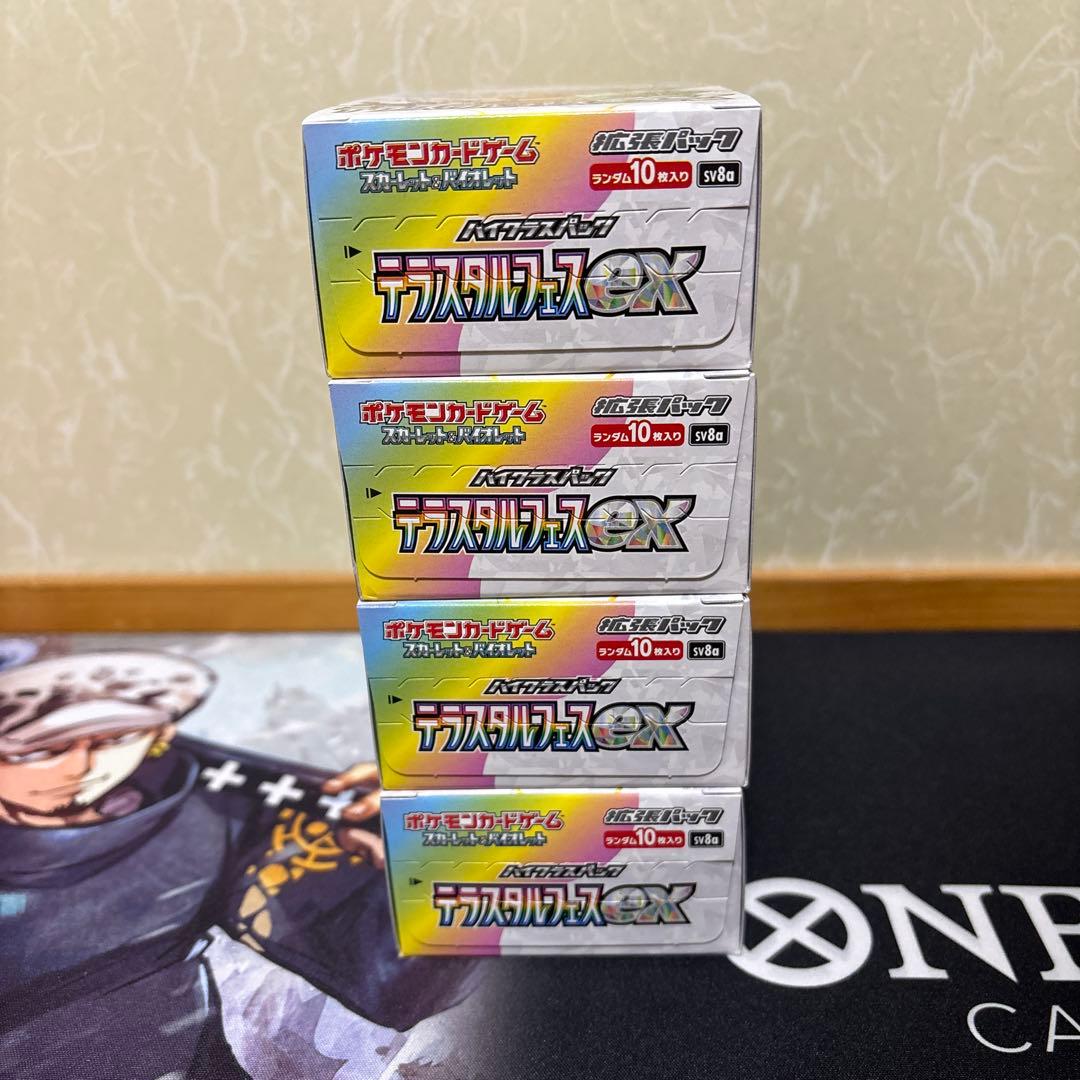 ポケモンカードゲーム
スカーレット&バイオレット
拡張パック
ランダム10枚入り sv8a
ハイクラスパック
テラスタルフェスex
ポケモンカードゲーム
スカーレット&バイオレット
拡張パック
ランダム10枚入り sv8a
ハイクラスパック
テラスタルフェスex
ポケモンカードゲーム
スカーレット&バイオレット
拡張パック
ランダム10枚入り sv8a
ハイクラスパック
テラスタルフェスex
ポケモンカードゲーム
スカーレット&バイオレット
拡張パック
ランダム10枚入り sv8a
ハイクラスパック
テラスタルフェスex
ON
CA